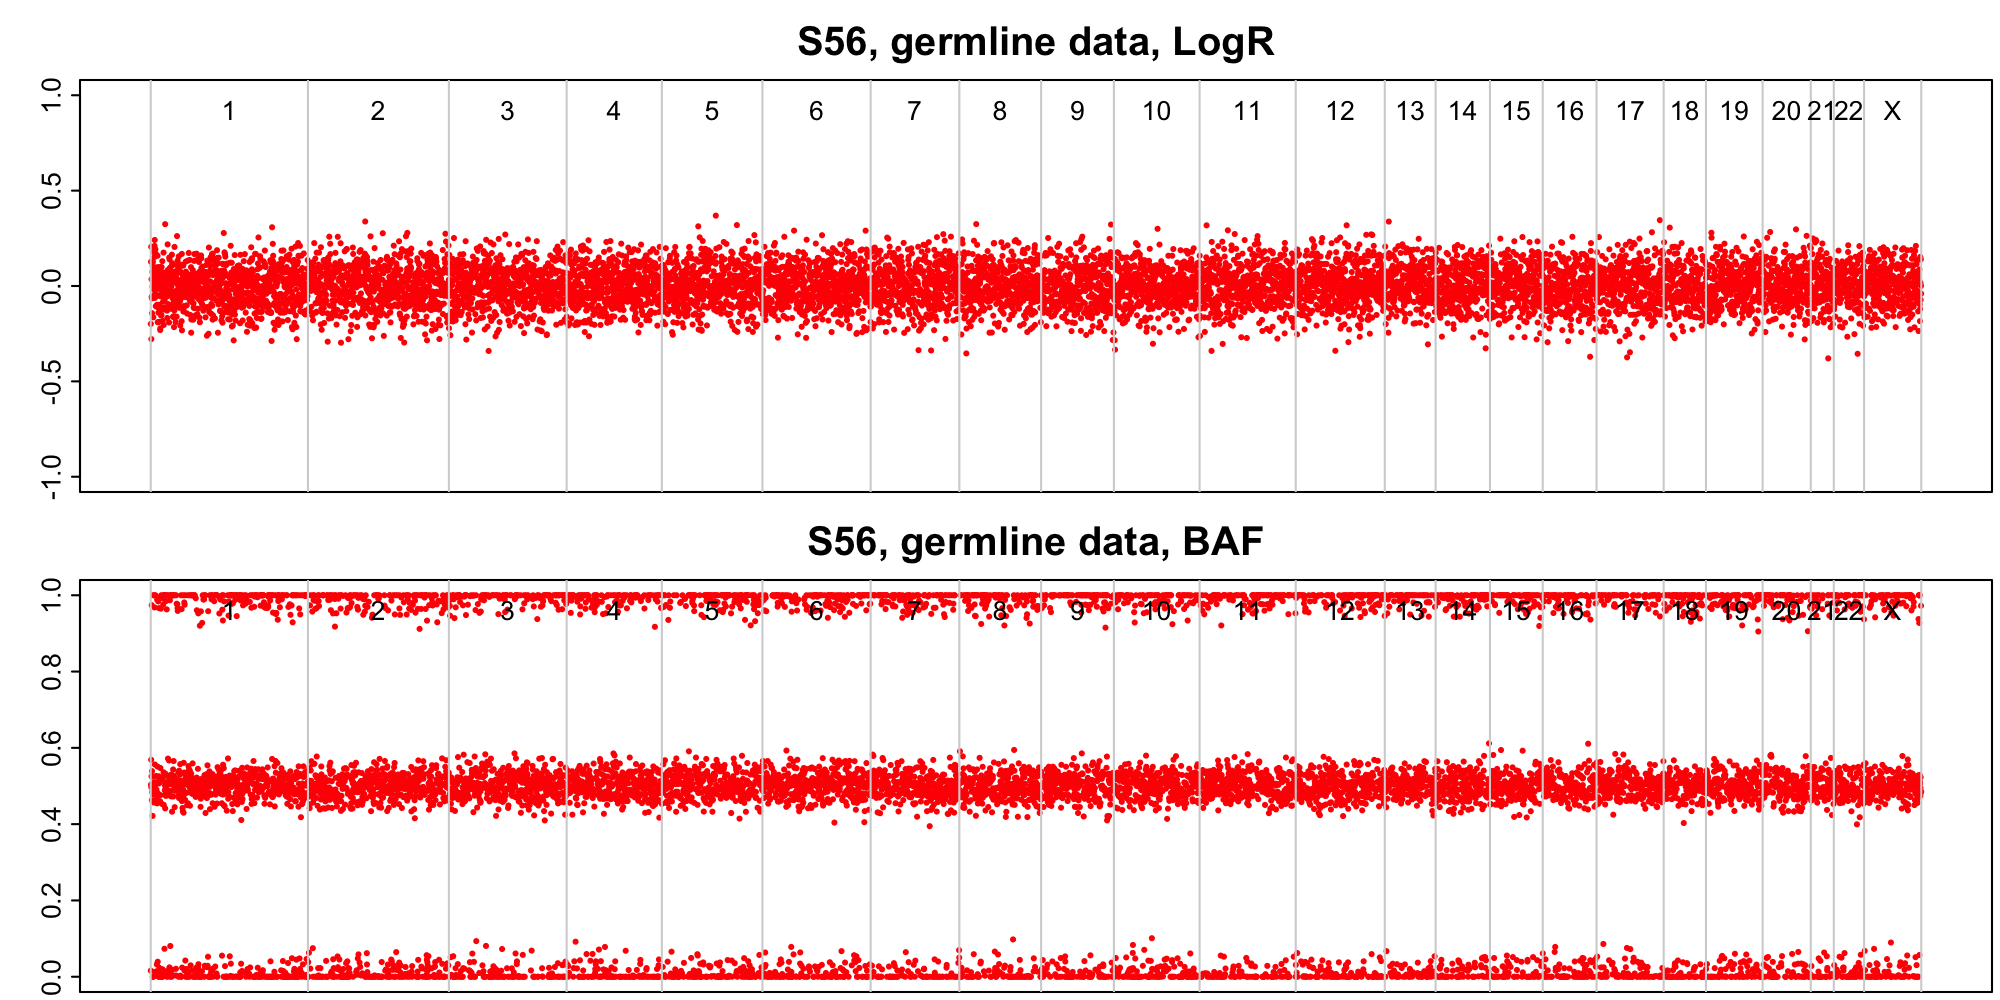 S56, germline data, LogR
1 2 3 4 5 6 7 8 9 10 11 12 13 14 15 16 17 18 19 20 21 22 X
1.0
0.5
0.0
-0.5
-1.0
S56, germline data, BAF
1 2 3 4 5 6 7 8 9 10 11 12 13 14 15 16 17 18 19 20 21 22 X
1.0
0.8
0.6
0.4
0.2
0.0